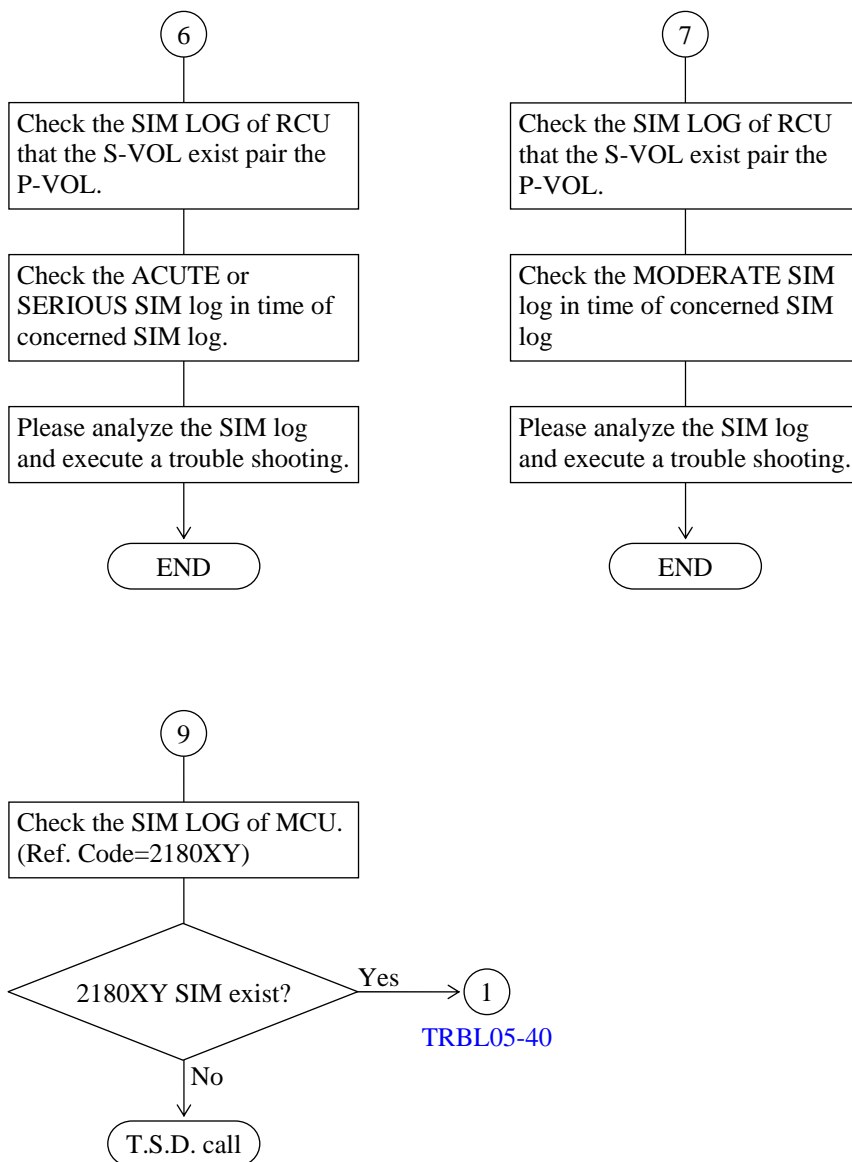 6
Check the SIM LOG of RCU
that the S-VOL exist pair the
P-VOL.
Check the ACUTE or
SERIOUS SIM log in time of
concerned SIM log.
Please analyze the SIM log
and execute a trouble shooting.
END
7
Check the SIM LOG of RCU
that the S-VOL exist pair the
P-VOL.
Check the MODERATE SIM
log in time of concerned SIM
log
Please analyze the SIM log
and execute a trouble shooting.
END
9
Check the SIM LOG of MCU.
(Ref. Code=2180XY)
2180XY SIM exist?
Yes
1
TRBL05-40
No
T.S.D. call